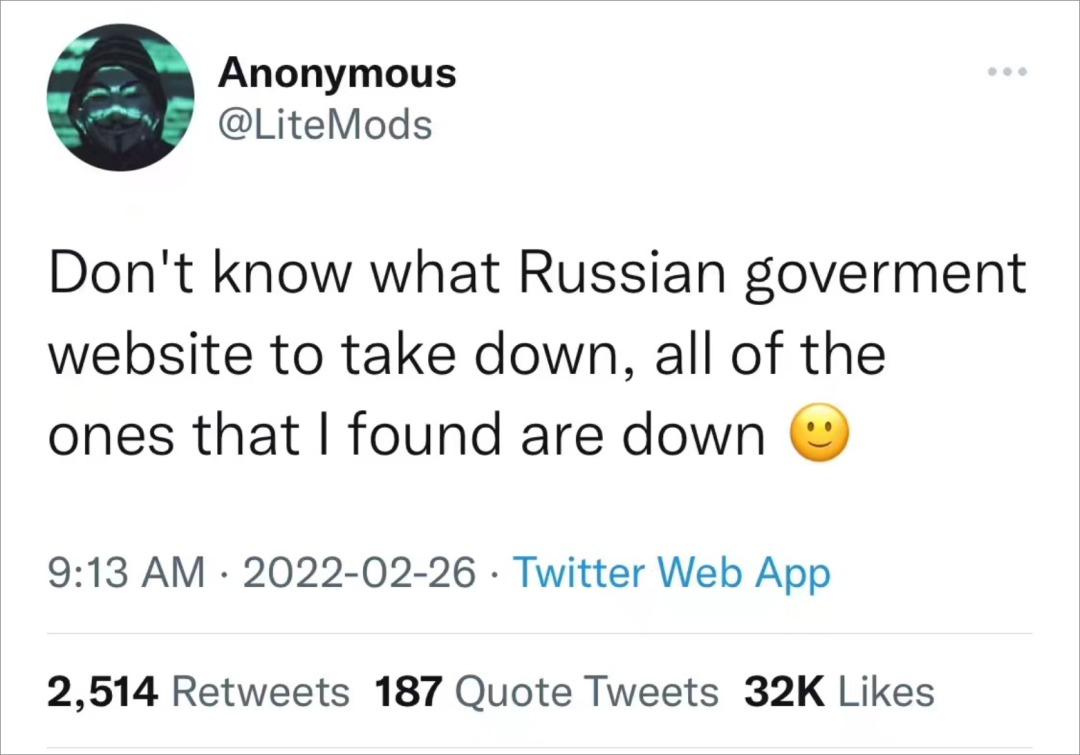 Anonymous
@LiteMods
Don't know what Russian goverment
website to take down, all of the
ones that I found are down 🙂
9:13 AM · 2022-02-26 · Twitter Web App
2,514 Retweets 187 Quote Tweets 32K Likes